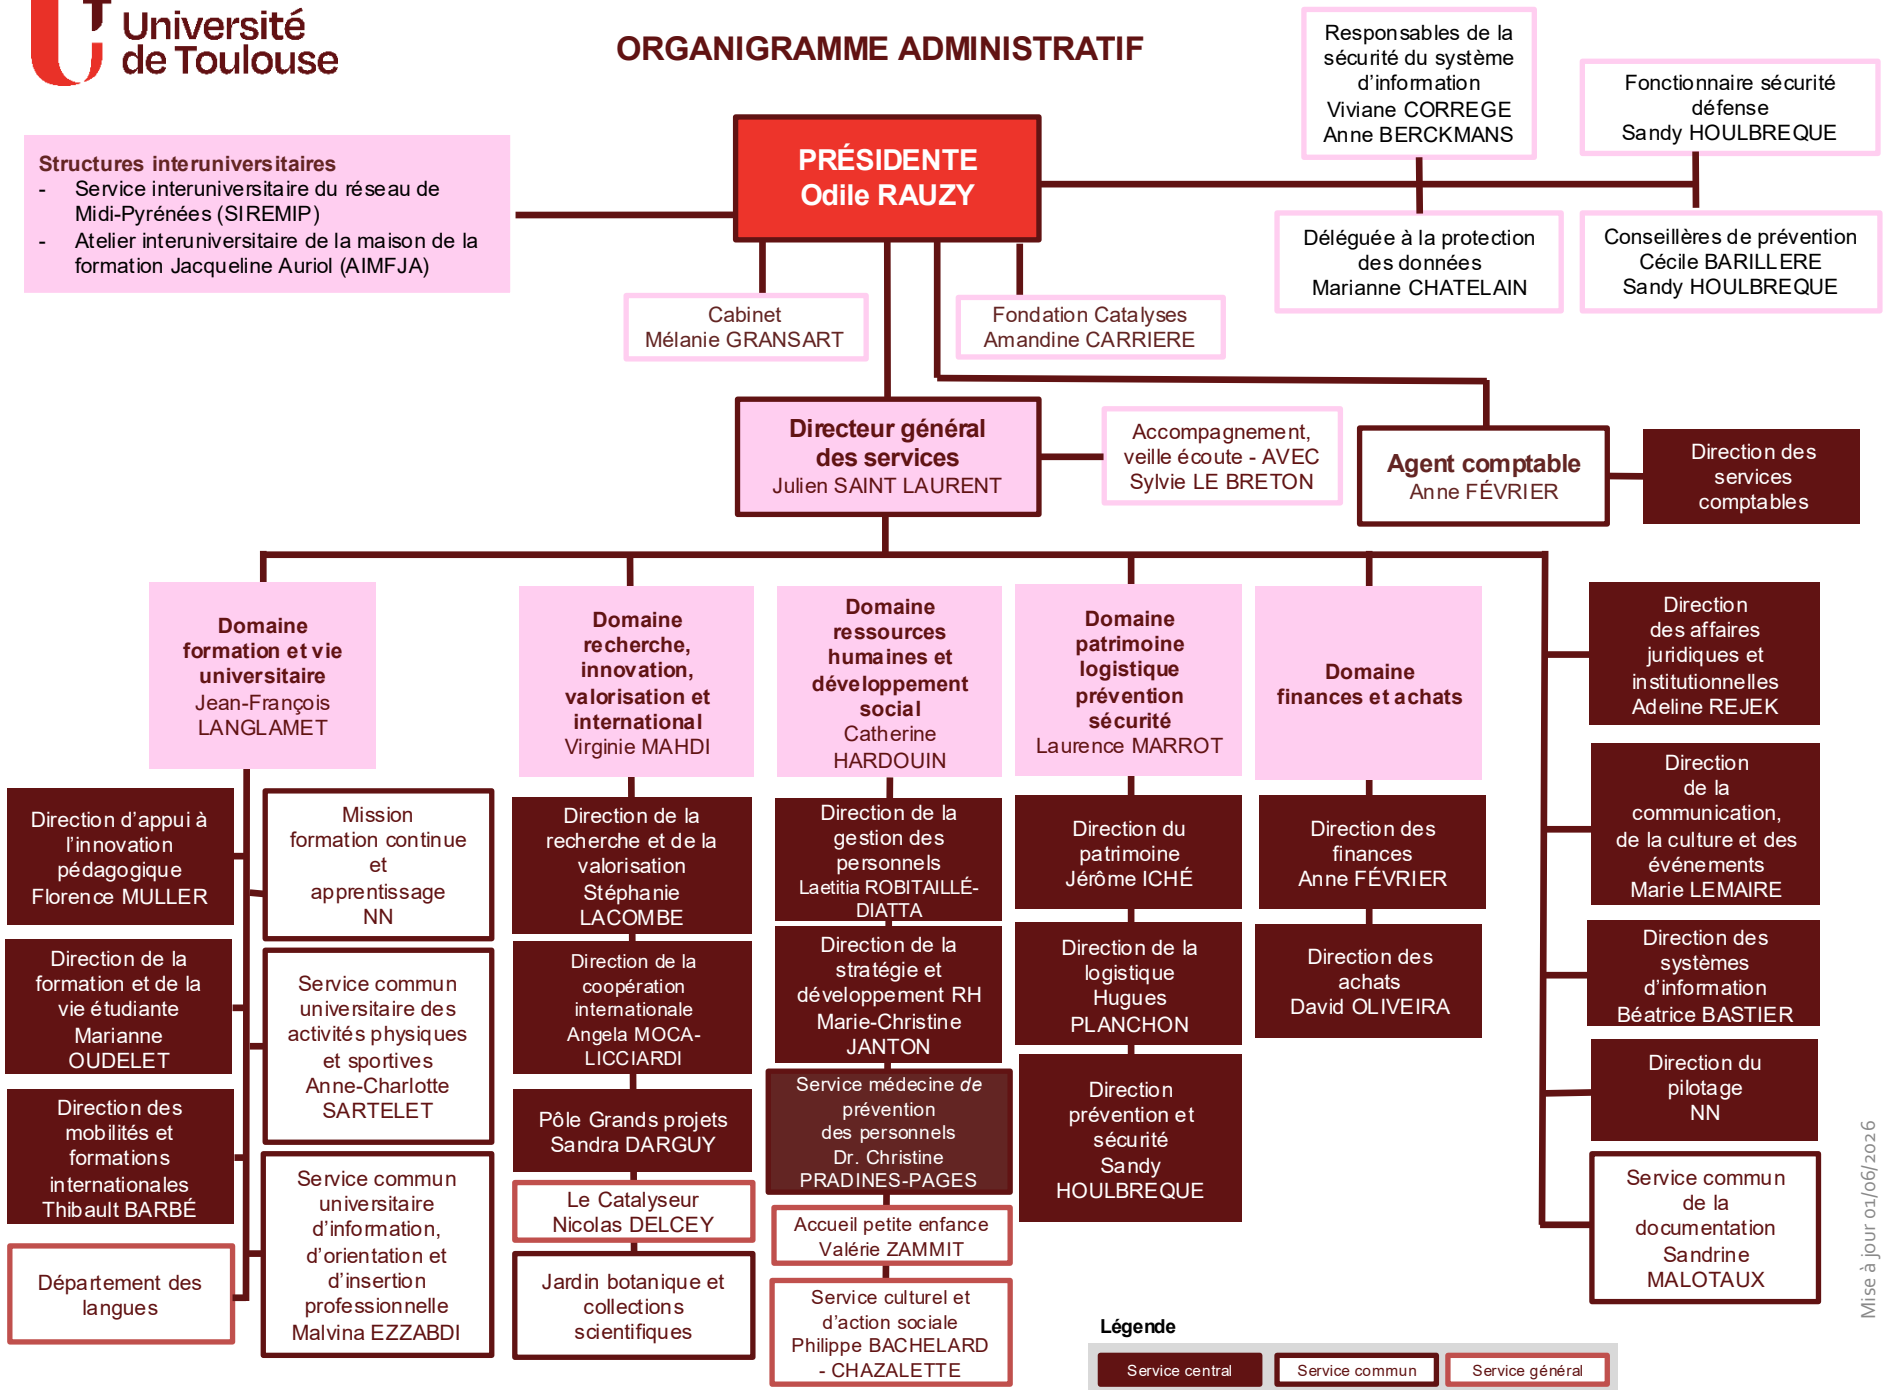 Université
de Toulouse
ORGANIGRAMME ADMINISTRATIF
Responsables de la
sécurité du système
d'information
Viviane CORREGE
Anne BERCKMANS
Fonctionnaire sécurité
défense
Sandy HOULBREQUE
Structures interuniversitaires
- Service interuniversitaire du réseau de
Midi-Pyrénées (SIREMIP)
- Atelier interuniversitaire de la maison de la
formation Jacqueline Auriol (AIMFJA)
PRÉSIDENTE
Odile RAUZY
Déléguée à la protection
des données
Marianne CHATELAIN
Conseillères de prévention
Cécile BARILLERE
Sandy HOULBREQUE
Cabinet
Mélanie GRANSART
Fondation Catalyses
Amandine CARRIERE
Directeur général
des services
Julien SAINT LAURENT
Accompagnement,
veille écoute - AVEC
Sylvie LE BRETON
Agent comptable
Anne FÉVRIER
Direction des
services
comptables
Domaine
formation et vie
universitaire
Jean-François
LANGLAMET
Domaine
recherche,
innovation,
valorisation et
international
Virginie MAHDI
Domaine
ressources
humaines et
développement
social
Catherine
HARDOUIN
Domaine
patrimoine
logistique
prévention
sécurité
Laurence MARROT
Domaine
finances et achats
Direction
des affaires
juridiques et
institutionnelles
Adeline REJEK
Direction d'appui à
l'innovation
pédagogique
Florence MULLER
Mission
formation continue
et
apprentissage
NN
Direction de la
formation et de la
vie étudiante
Marianne
OUDELET
Service commun
universitaire des
activités physiques
et sportives
Anne-Charlotte
SARTELET
Direction des
mobilités et
formations
internationales
Thibault BARBÉ
Service commun
universitaire
d'information,
d'orientation et
d'insertion
professionnelle
Malvina EZZABDI
Département des
langues
Direction de la
recherche et de la
valorisation
Stéphanie
LACOMBE
Direction de la
coopération
internationale
Angela MOCA-
LICCIARDI
Pôle Grands projets
Sandra DARGUY
Le Catalyseur
Nicolas DELCEY
Jardin botanique et
collections
scientifiques
Direction de la
gestion des
personnels
Laetitia ROBITAILLÉ-
DIATTA
Direction de la
stratégie et
développement RH
Marie-Christine
JANTON
Service médecine de
prévention
des personnels
Dr. Christine
PRADINES-PAGES
Accueil petite enfance
Valérie ZAMMIT
Service culturel et
d'action sociale
Philippe BACHELARD
- CHAZALETTE
Direction du
patrimoine
Jérôme ICHÉ
Direction de la
logistique
Hugues
PLANCHON
Direction
prévention et
sécurité
Sandy
HOULBREQUE
Direction des
finances
Anne FÉVRIER
Direction des
achats
David OLIVEIRA
Direction
de la
communication,
de la culture et des
événements
Marie LEMAIRE
Direction des
systèmes
d'information
Béatrice BASTIER
Direction du
pilotage
NN
Service commun
de la
documentation
Sandrine
MALOTAUX
Mise à jour 01/06/2026
Légende
Service central
Service commun
Service général